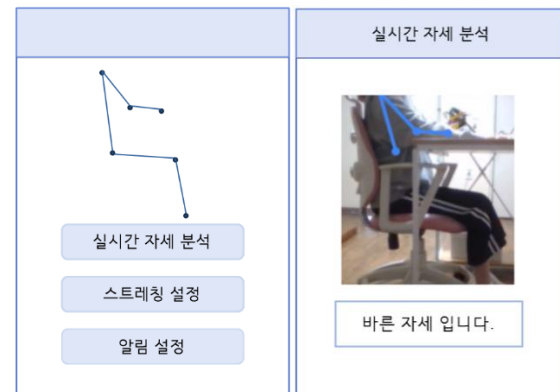 실시간 자세 분석
스트레칭 설정
알림 설정
실시간 자세 분석
바른 자세 입니다.